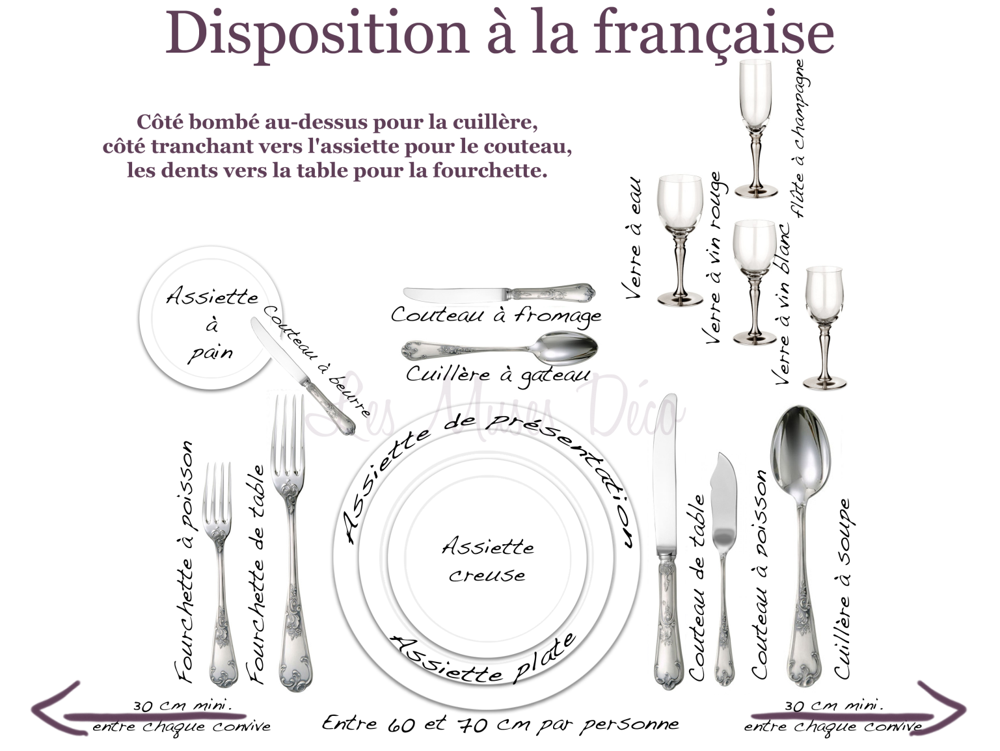 Disposition à la française
Côté bombé au-dessus pour la cuillère,
côté tranchant vers l'assiette pour le couteau,
les dents vers la table pour la fourchette.
flûte à champagne
Verre à eau
Verre à vin rouge
Verre à vin blanc
Assiette
à
pain
Couteau à beurre
Couteau à fromage
Cuillère à gateau
Les Muses Déco
Assiette de présentation
Fourchette à poisson
Fourchette de table
Assiette
creuse
Assiette plate
Couteau de table
Couteau à poisson
Cuillère à soupe
30 cm mini.
entre chaque convive
Entre 60 et 70 cm par personne
30 cm mini.
entre chaque convive